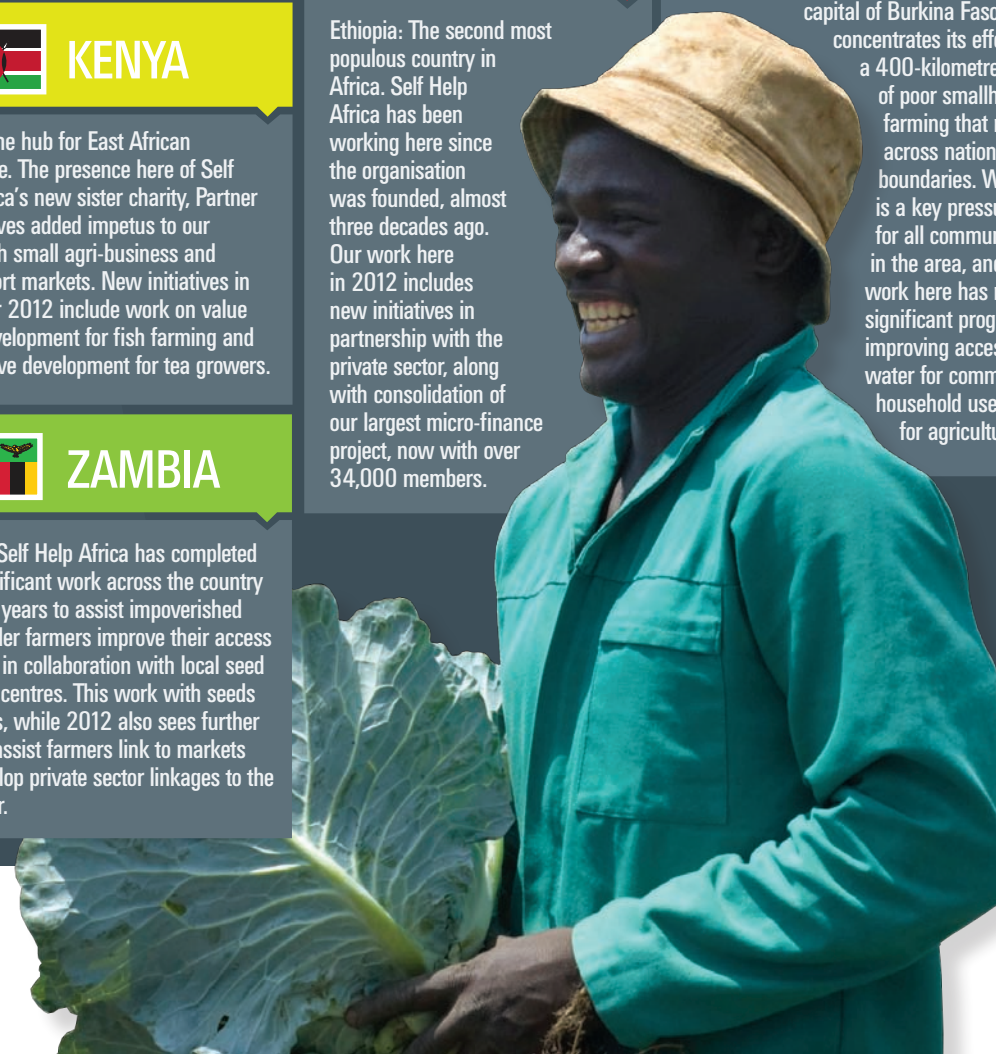 KENYA
ne hub for East African
e. The presence here of Self
ca's new sister charity, Partner
ves added impetus to our
h small agri-business and
ort markets. New initiatives in
r 2012 include work on value
velopment for fish farming and
ve development for tea growers.
ZAMBIA
Self Help Africa has completed
ificant work across the country
years to assist impoverished
der farmers improve their access
in collaboration with local seed
centres. This work with seeds
s, while 2012 also sees further
assist farmers link to markets
lop private sector linkages to the
r.
Ethiopia: The second most
populous country in
Africa. Self Help
Africa has been
working here since
the organisation
was founded, almost
three decades ago.
Our work here
in 2012 includes
new initiatives in
partnership with the
private sector, along
with consolidation of
our largest micro-finance
project, now with over
34,000 members.
capital of Burkina Faso
concentrates its effo
a 400-kilometre
of poor smallh
farming that r
across nation
boundaries. W
is a key pressu
for all commun
in the area, and
work here has m
significant prog
improving acces
water for comm
household use
for agricultu